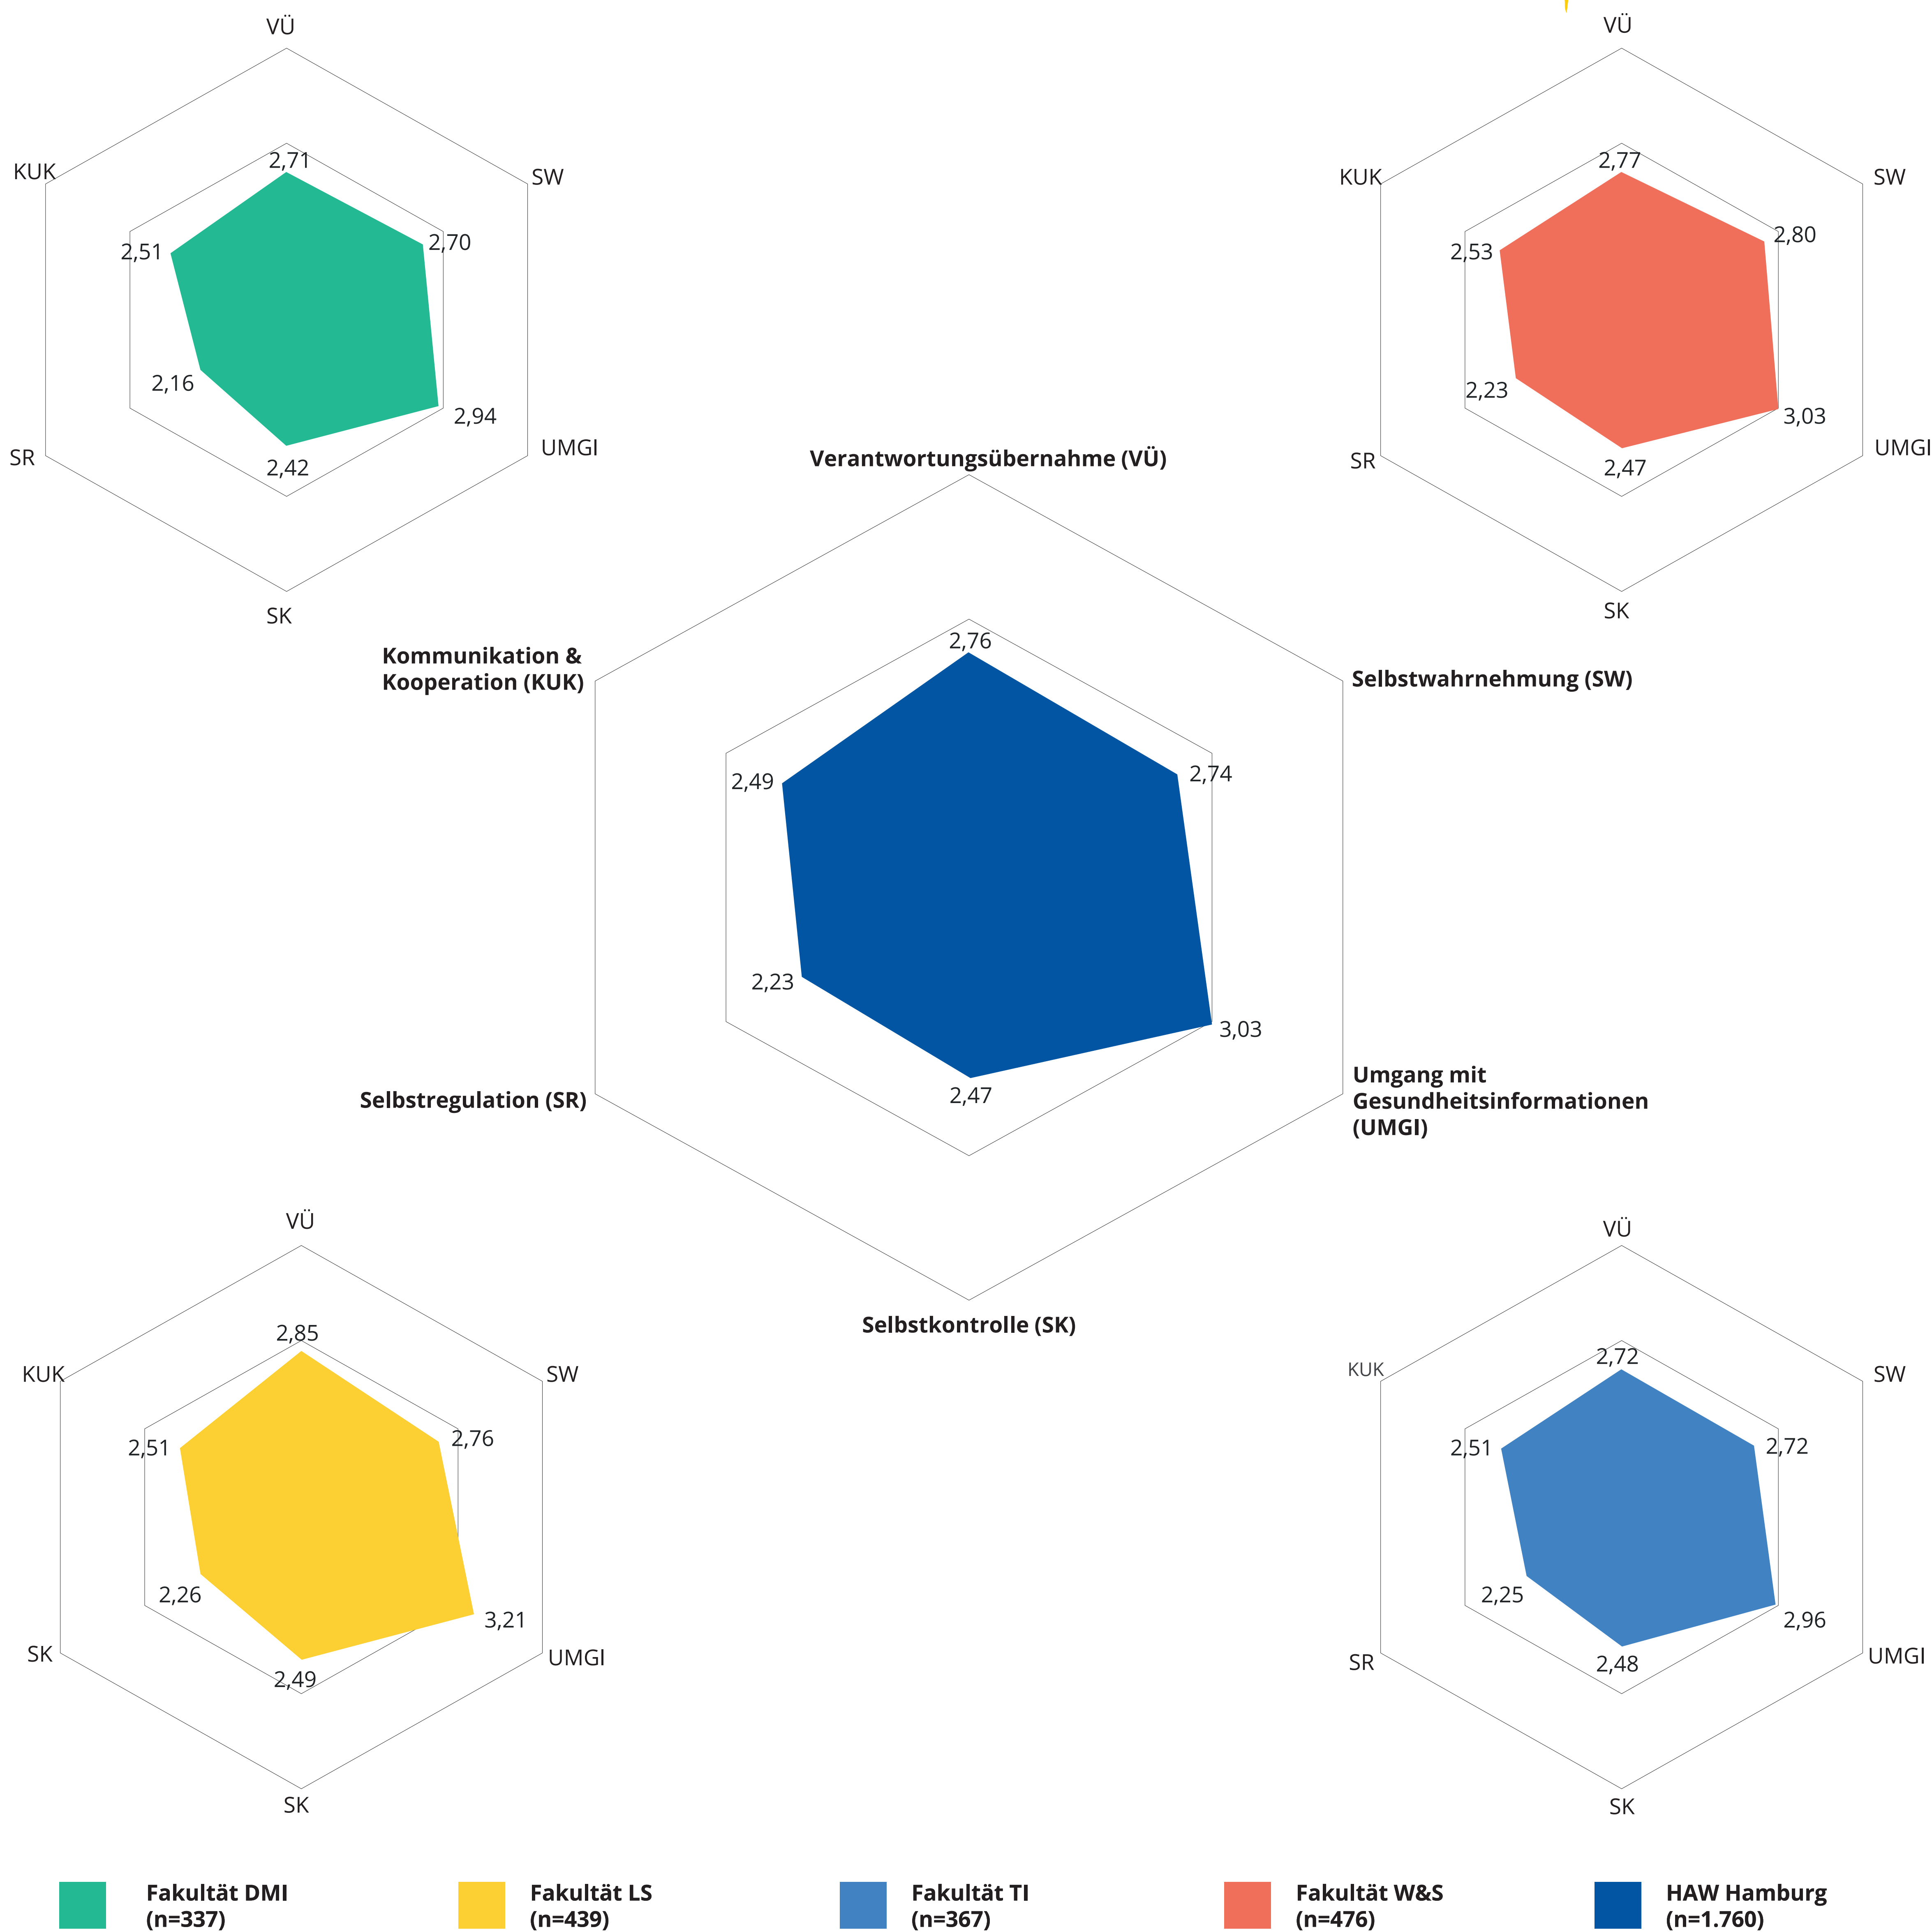 VÜ
KUK
SW
2,71
2,70
2,51
2,16
2,94
2,42
SR
UMGI
SK
VÜ
KUK
SW
2,77
2,80
2,53
2,23
3,03
2,47
SR
UMGI
SK
Verantwortungsübernahme (VÜ)
Kommunikation &
Kooperation (KUK)
Selbstwahrnehmung (SW)
2,76
2,74
2,49
2,23
3,03
2,47
Selbstregulation (SR)
Umgang mit
Gesundheitsinformationen
(UMGI)
Selbstkontrolle (SK)
VÜ
KUK
SW
2,85
2,76
2,51
2,26
3,21
2,49
SK
UMGI
SK
VÜ
KUK
SW
2,72
2,72
2,51
2,25
2,96
2,48
SR
UMGI
SK
Fakultät DMI
(n=337)
Fakultät LS
(n=439)
Fakultät TI
(n=367)
Fakultät W&S
(n=476)
HAW Hamburg
(n=1.760)